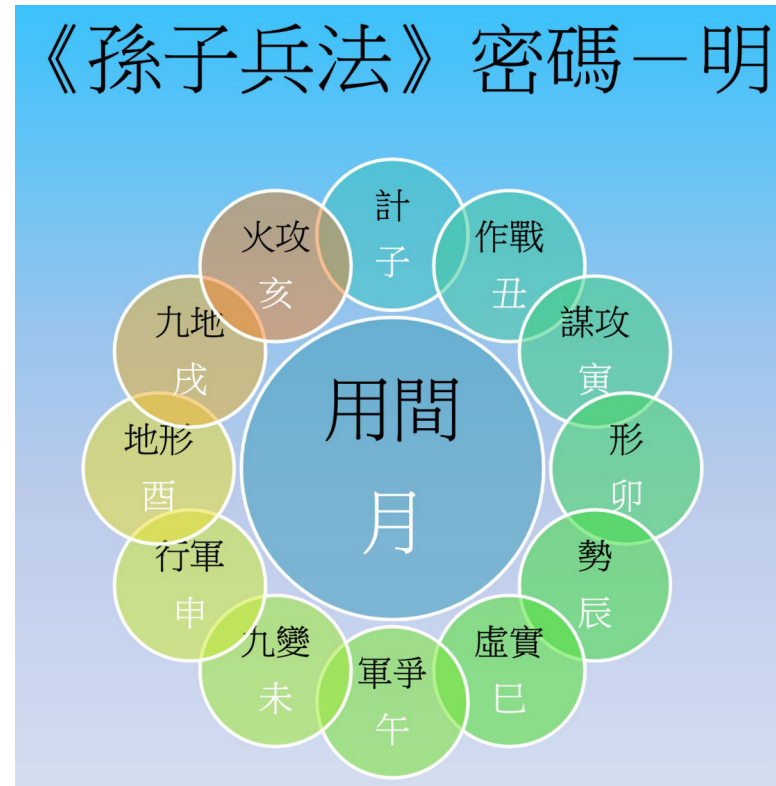 《孫子兵法》密碼－明
計
子
作戰
丑
謀攻
寅
形
卯
勢
辰
虛實
巳
軍爭
午
九變
未
行軍
申
地形
酉
九地
戌
火攻
亥
用間
月